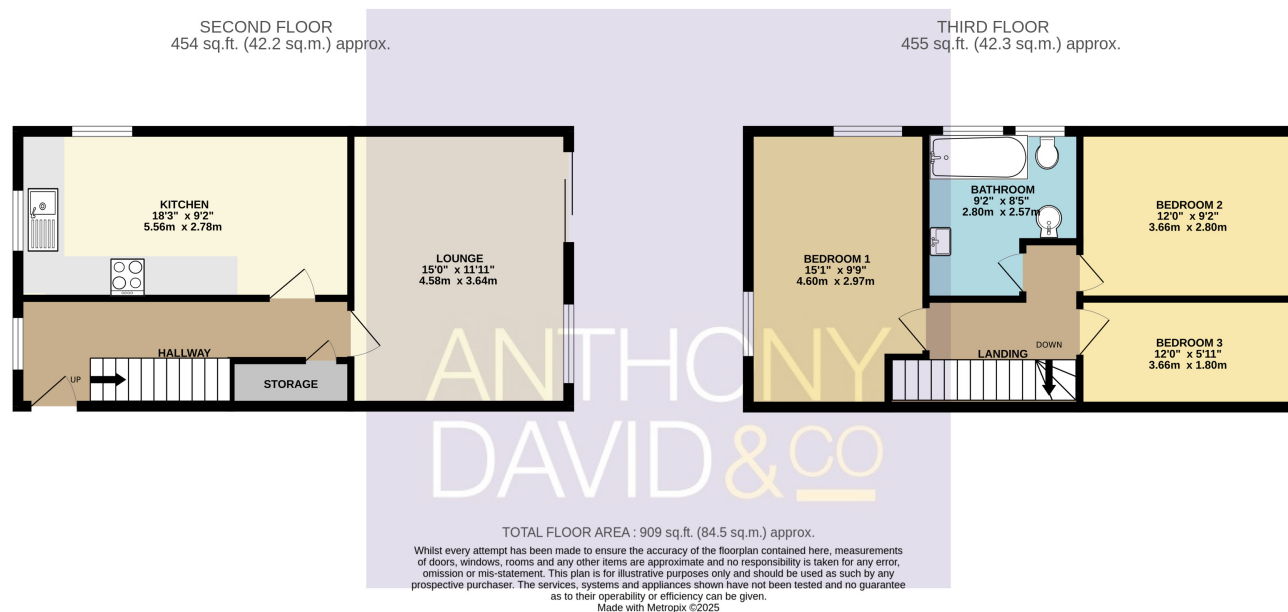 SECOND FLOOR
454 sq.ft. (42.2 sq.m.) approx.
THIRD FLOOR
455 sq.ft. (42.3 sq.m.) approx.
KITCHEN
18'3" x 9'2"
5.56m x 2.78m
LOUNGE
15'0" x 11'11"
4.58m x 3.64m
HALLWAY
UP
STORAGE
BEDROOM 1
15'1" x 9'9"
4.60m x 2.97m
BATHROOM
9'2" x 8'5"
2.80m x 2.57m
BEDROOM 2
12'0" x 9'2"
3.66m x 2.80m
BEDROOM 3
12'0" x 5'11"
3.66m x 1.80m
DOWN
LANDING
ANTHONY
DAVID & CO
TOTAL FLOOR AREA : 909 sq.ft. (84.5 sq.m.) approx.
Whilst every attempt has been made to ensure the accuracy of the floorplan contained here, measurements
of doors, windows, rooms and any other items are approximate and no responsibility is taken for any error,
omission or mis-statement. This plan is for illustrative purposes only and should be used as such by any
prospective purchaser. The services, systems and appliances shown have not been tested and no guarantee
as to their operability or efficiency can be given.
Made with Metropix ©2025